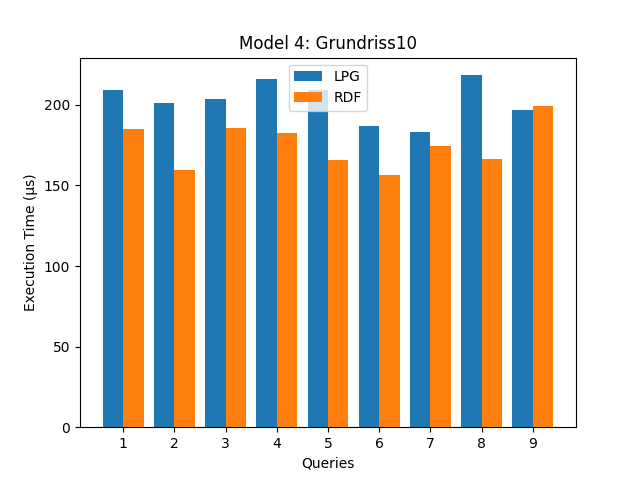 Model 4: Grundriss10
LPG
RDF
Execution Time (µs)
200
150
100
50
0
1 2 3 4 5 6 7 8 9
Queries